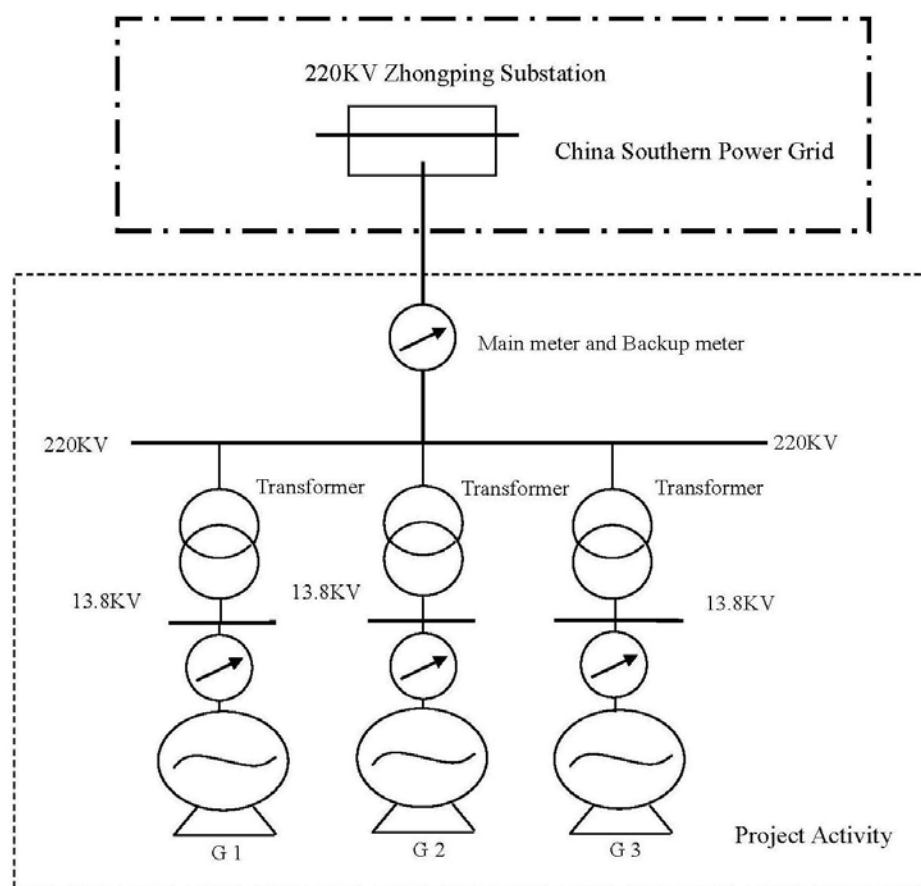 220KV Zhongping Substation
China Southern Power Grid
Main meter and Backup meter
220KV
220KV
Transformer
Transformer
Transformer
13.8KV
13.8KV
13.8KV
G 1
G 2
G 3
Project Activity